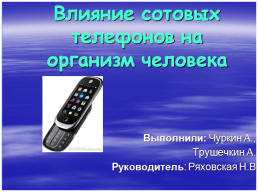 Влияние сотовых
телефонов на
организм человека
Выполнили: Чуркин А.,
Трушечкин А.
Руководитель: Ряховская Н.В